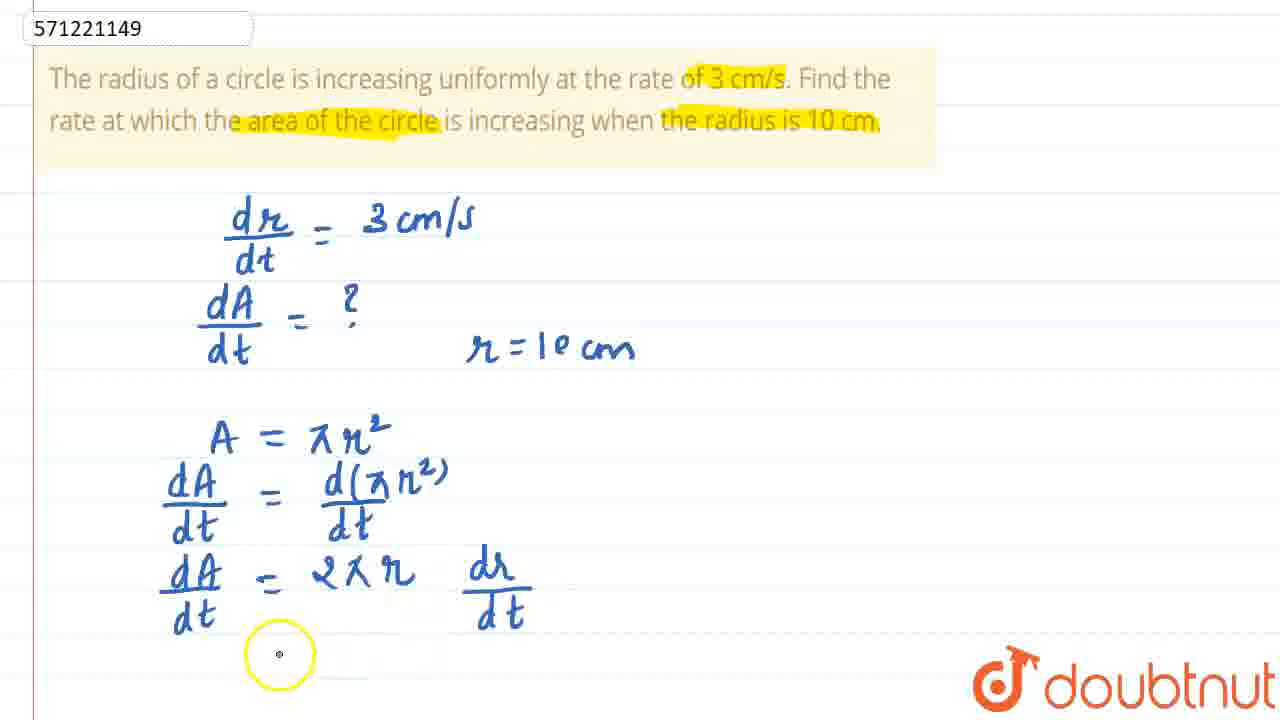 571221149
The radius of a circle is increasing uniformly at the rate of 3 cm/s. Find the
rate at which the area of the circle is increasing when the radius is 10 cm.
dr/dt = 3 cm/s
dA/dt = ?
r = 10 cm
A = πr²
dA/dt = d(πr²)/dt
dA/dt = 2πr dr/dt
doubtnut